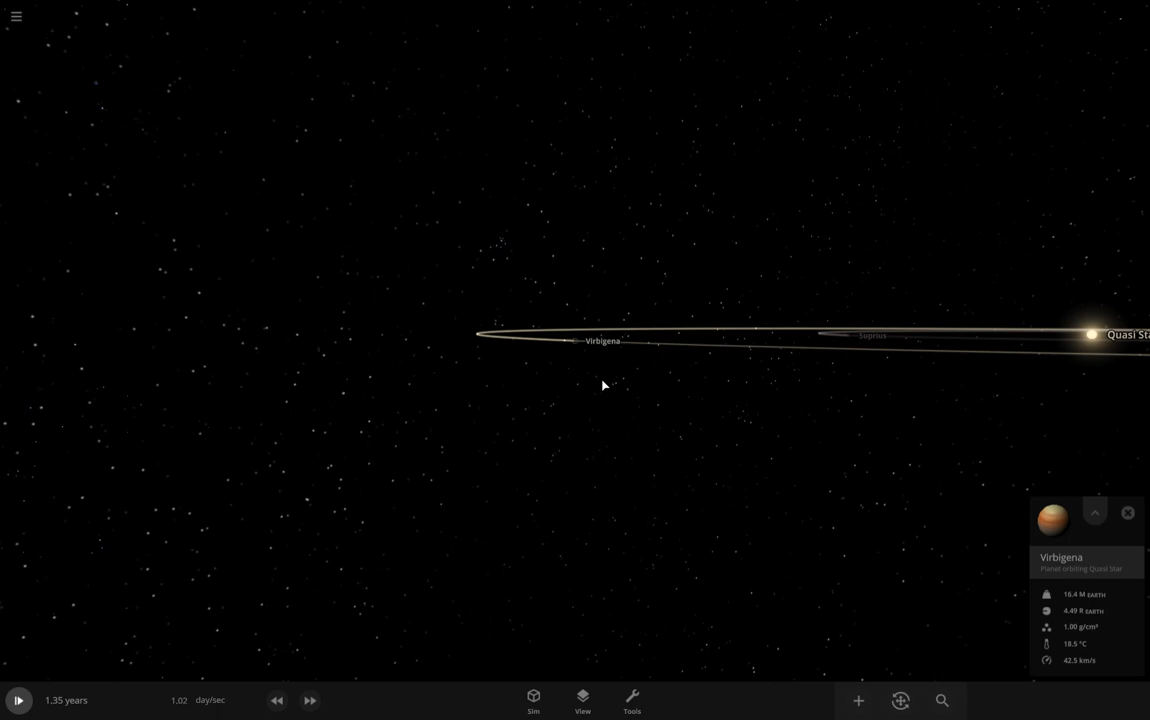 Quasi Sta
Suprius
Virbigena
Virbigena
Planet orbiting Quasi Star
16.4 M EARTH
4.49 R EARTH
1.00 g/cm³
18.5 °C
42.5 km/s
1.35 years
1.02 day/sec
Sim
View
Tools